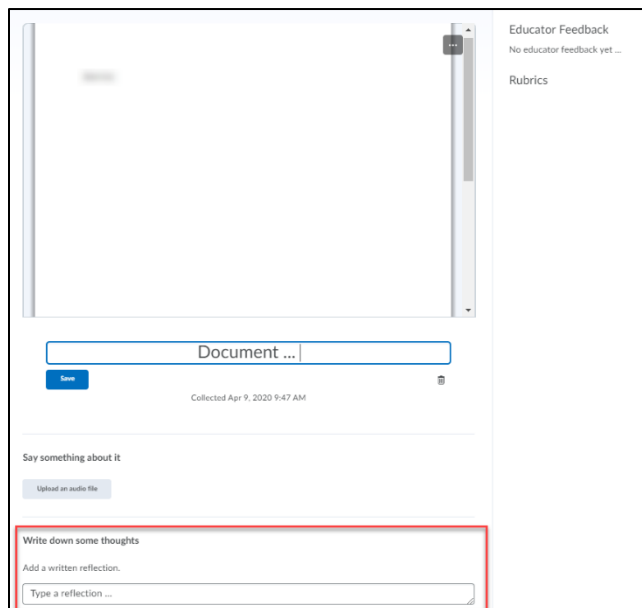 ...
Educator Feedback
No educator feedback yet ...
Rubrics
Document ...
Save
Collected Apr 9, 2020 9:47 AM
Say something about it
Upload an audio file
Write down some thoughts
Add a written reflection.
Type a reflection ...